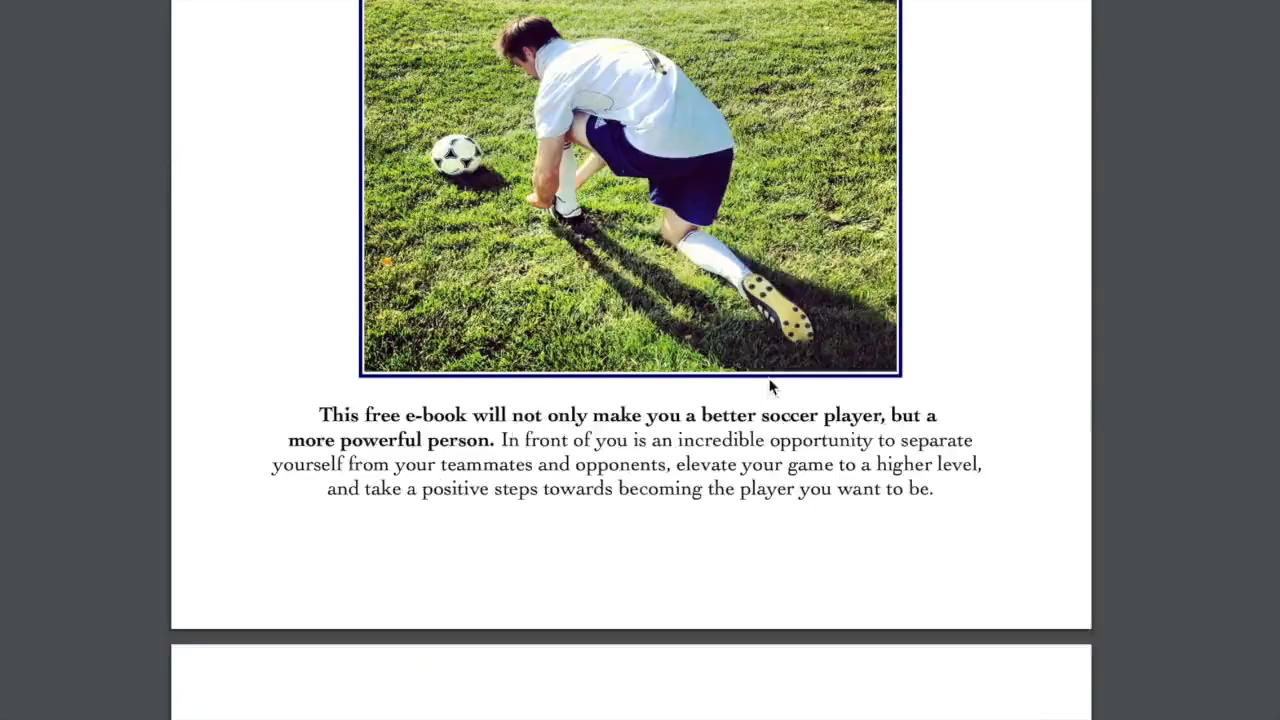 This free e-book will not only make you a better soccer player, but a
more powerful person. In front of you is an incredible opportunity to separate
yourself from your teammates and opponents, elevate your game to a higher level,
and take a positive steps towards becoming the player you want to be.